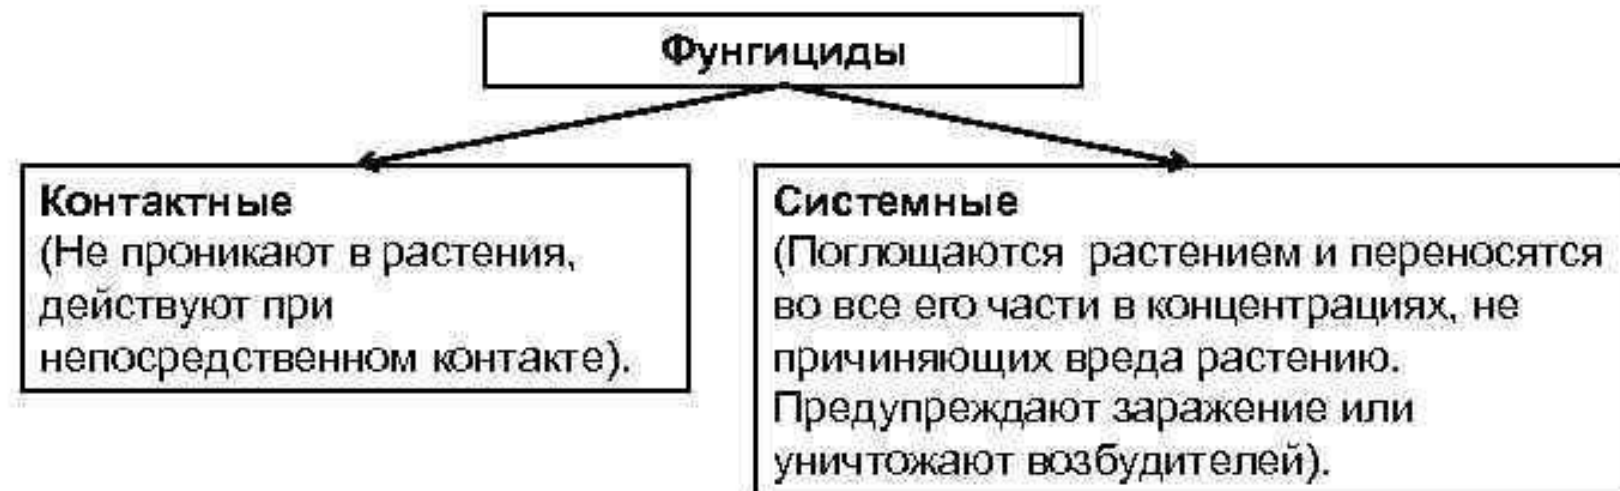 Фунгициды
Контактные
(Не проникают в растения,
действуют при
непосредственном контакте).
Системные
(Поглощаются растением и переносятся
во все его части в концентрациях, не
причиняющих вреда растению.
Предупреждают заражение или
уничтожают возбудителей).